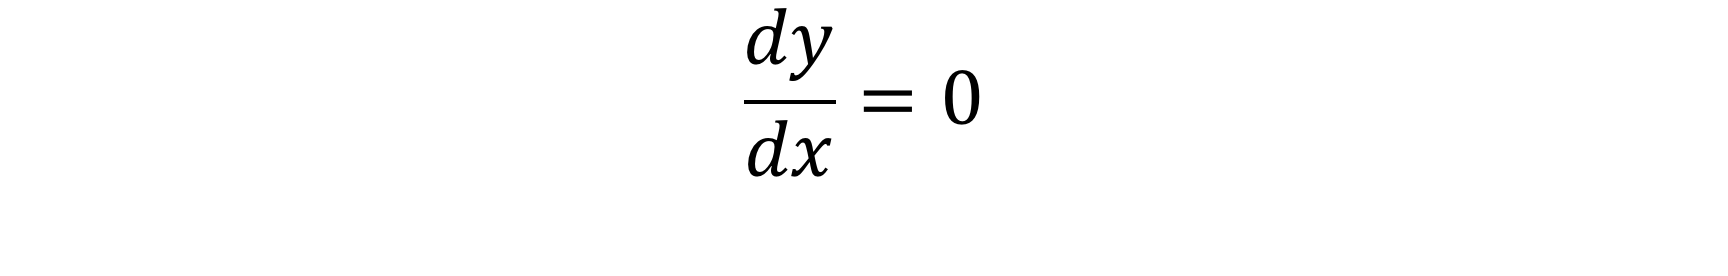 dy/dx = 0